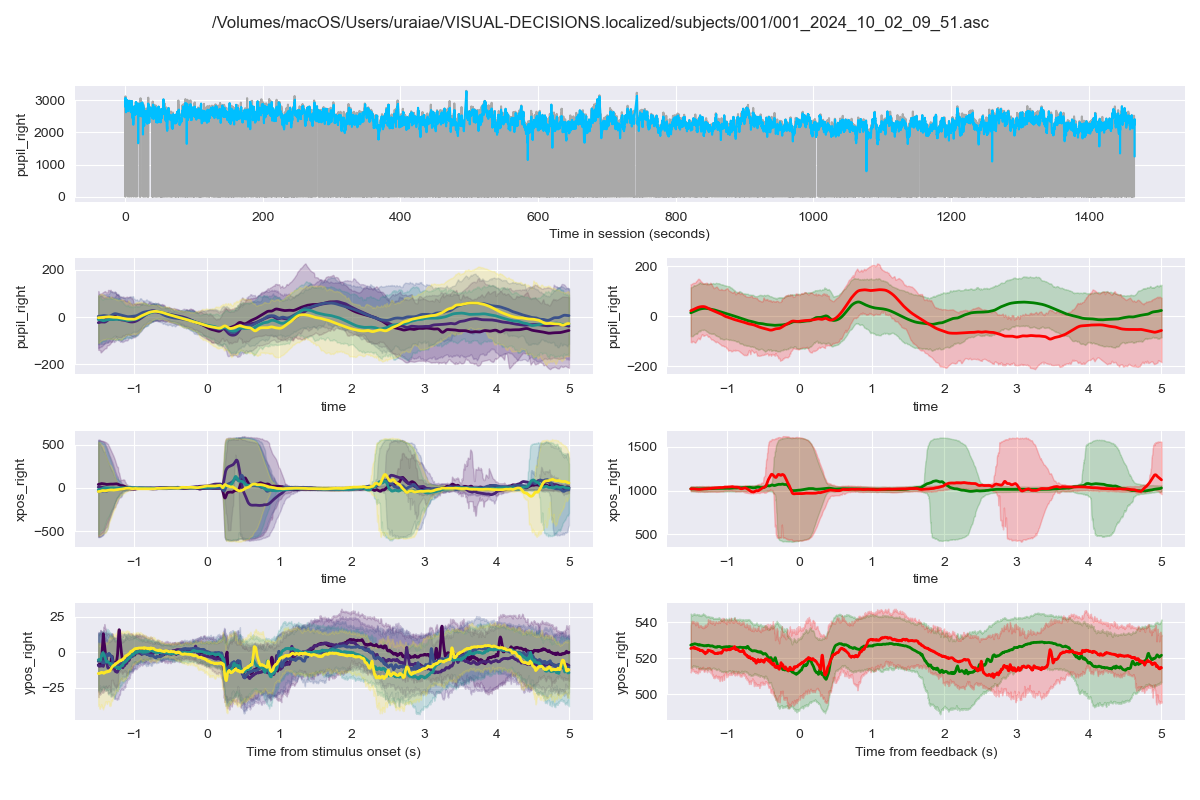 /Volumes/macOS/Users/uraiae/VISUAL-DECISIONS.localized/subjects/001/001_2024_10_02_09_51.asc
pupil_right
3000
2000
1000
0
0 200 400 600 800 1000 1200 1400
Time in session (seconds)
pupil_right
200
0
−200
−1 0 1 2 3 4 5
time
pupil_right
200
0
−200
−1 0 1 2 3 4 5
time
xpos_right
500
0
−500
−1 0 1 2 3 4 5
time
xpos_right
1500
1000
500
−1 0 1 2 3 4 5
time
ypos_right
25
0
−25
−1 0 1 2 3 4 5
Time from stimulus onset (s)
ypos_right
540
520
500
−1 0 1 2 3 4 5
Time from feedback (s)